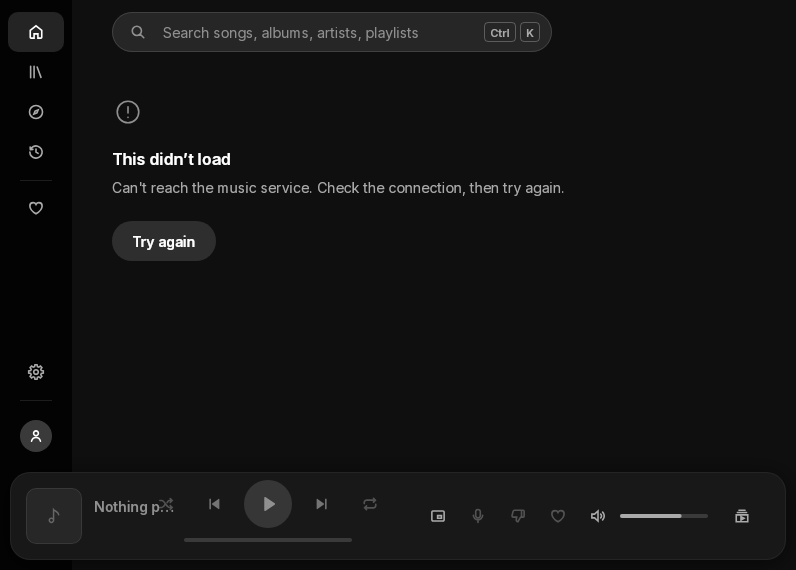 Search songs, albums, artists, playlists
Ctrl K
This didn’t load
Can't reach the music service. Check the connection, then try again.
Try again
Nothing p...